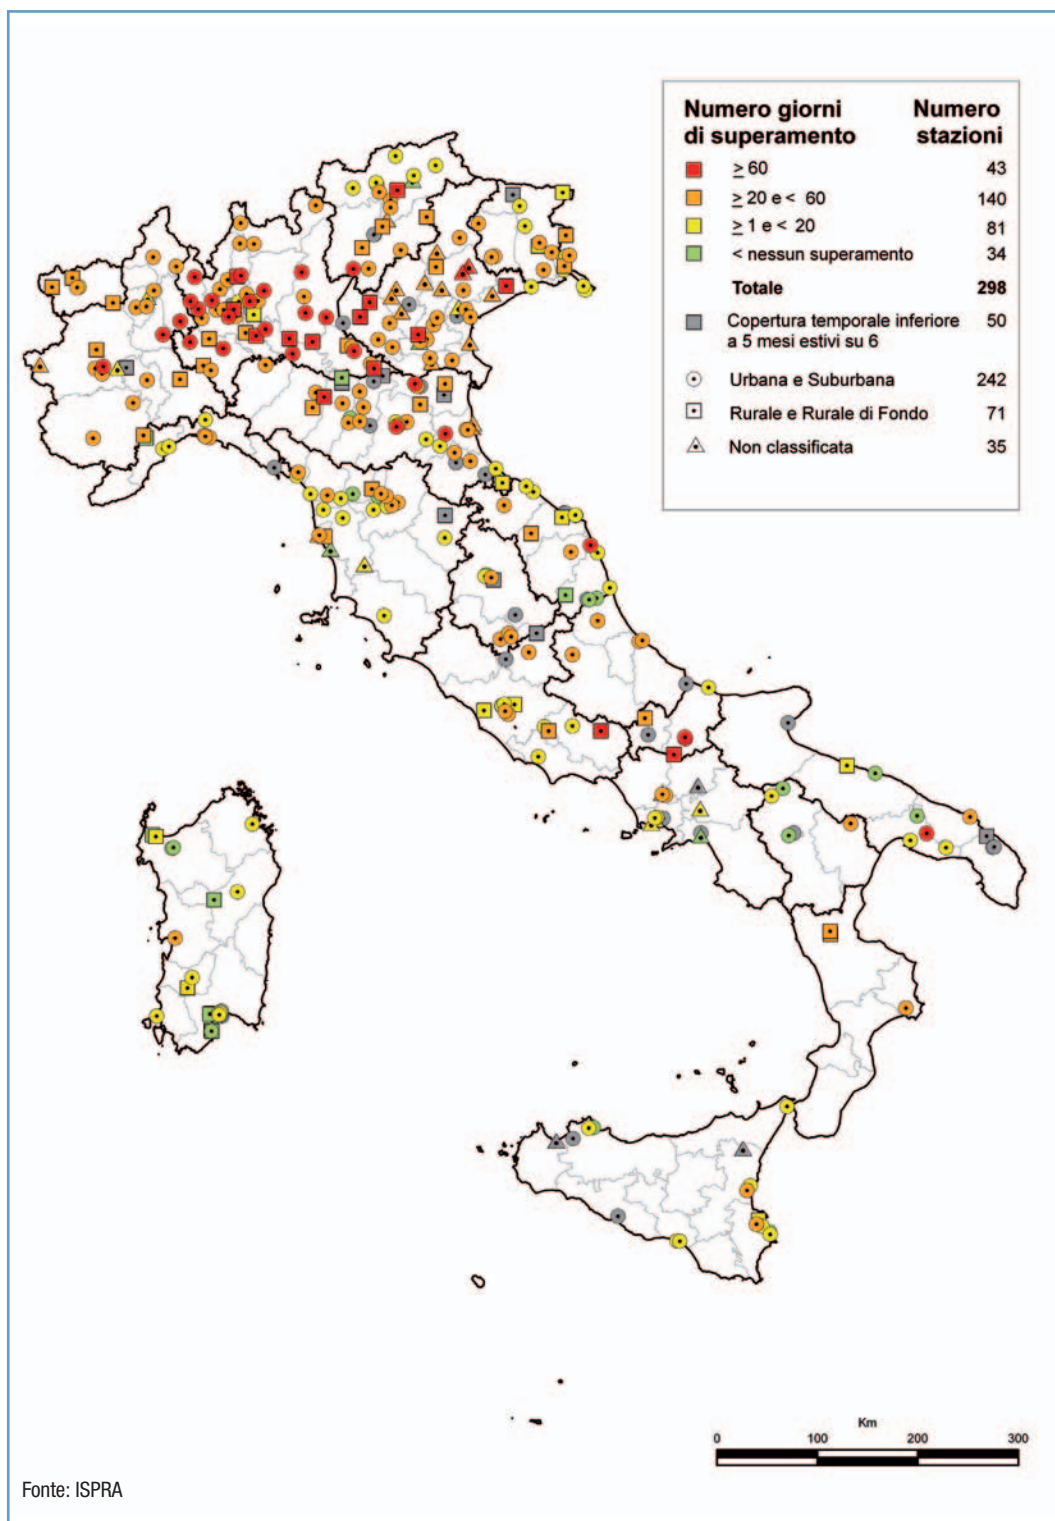 Numero giorni Numero
di superamento stazioni
≥ 60 43
≥ 20 e < 60 140
≥ 1 e < 20 81
< nessun superamento 34
Totale 298
Copertura temporale inferiore 50
a 5 mesi estivi su 6
Urbana e Suburbana 242
Rurale e Rurale di Fondo 71
Non classificata 35
Km
0 100 200 300
Fonte: ISPRA